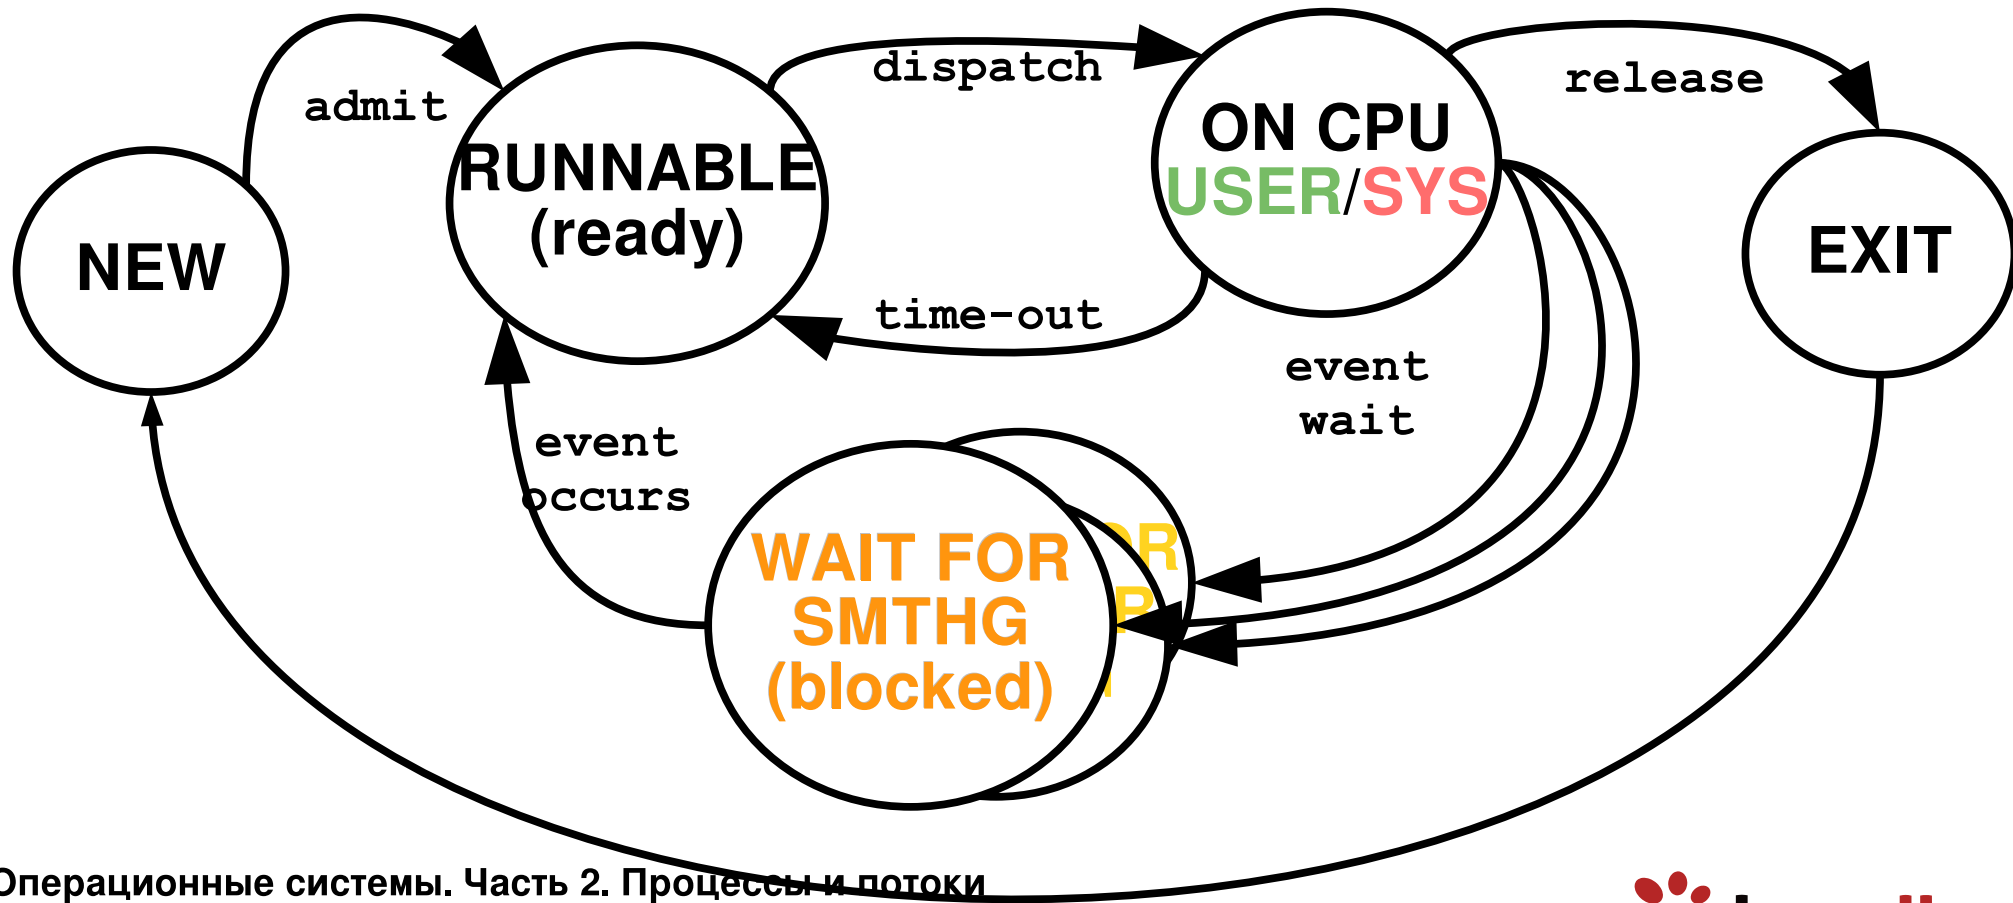 admit
dispatch
release
ON CPU
USER/SYS
RUNNABLE
(ready)
NEW
EXIT
time-out
event
wait
event
occurs
OR
P
WAIT FOR
SMTHG
(blocked)
Операционные системы. Часть 2. Процессы и потоки